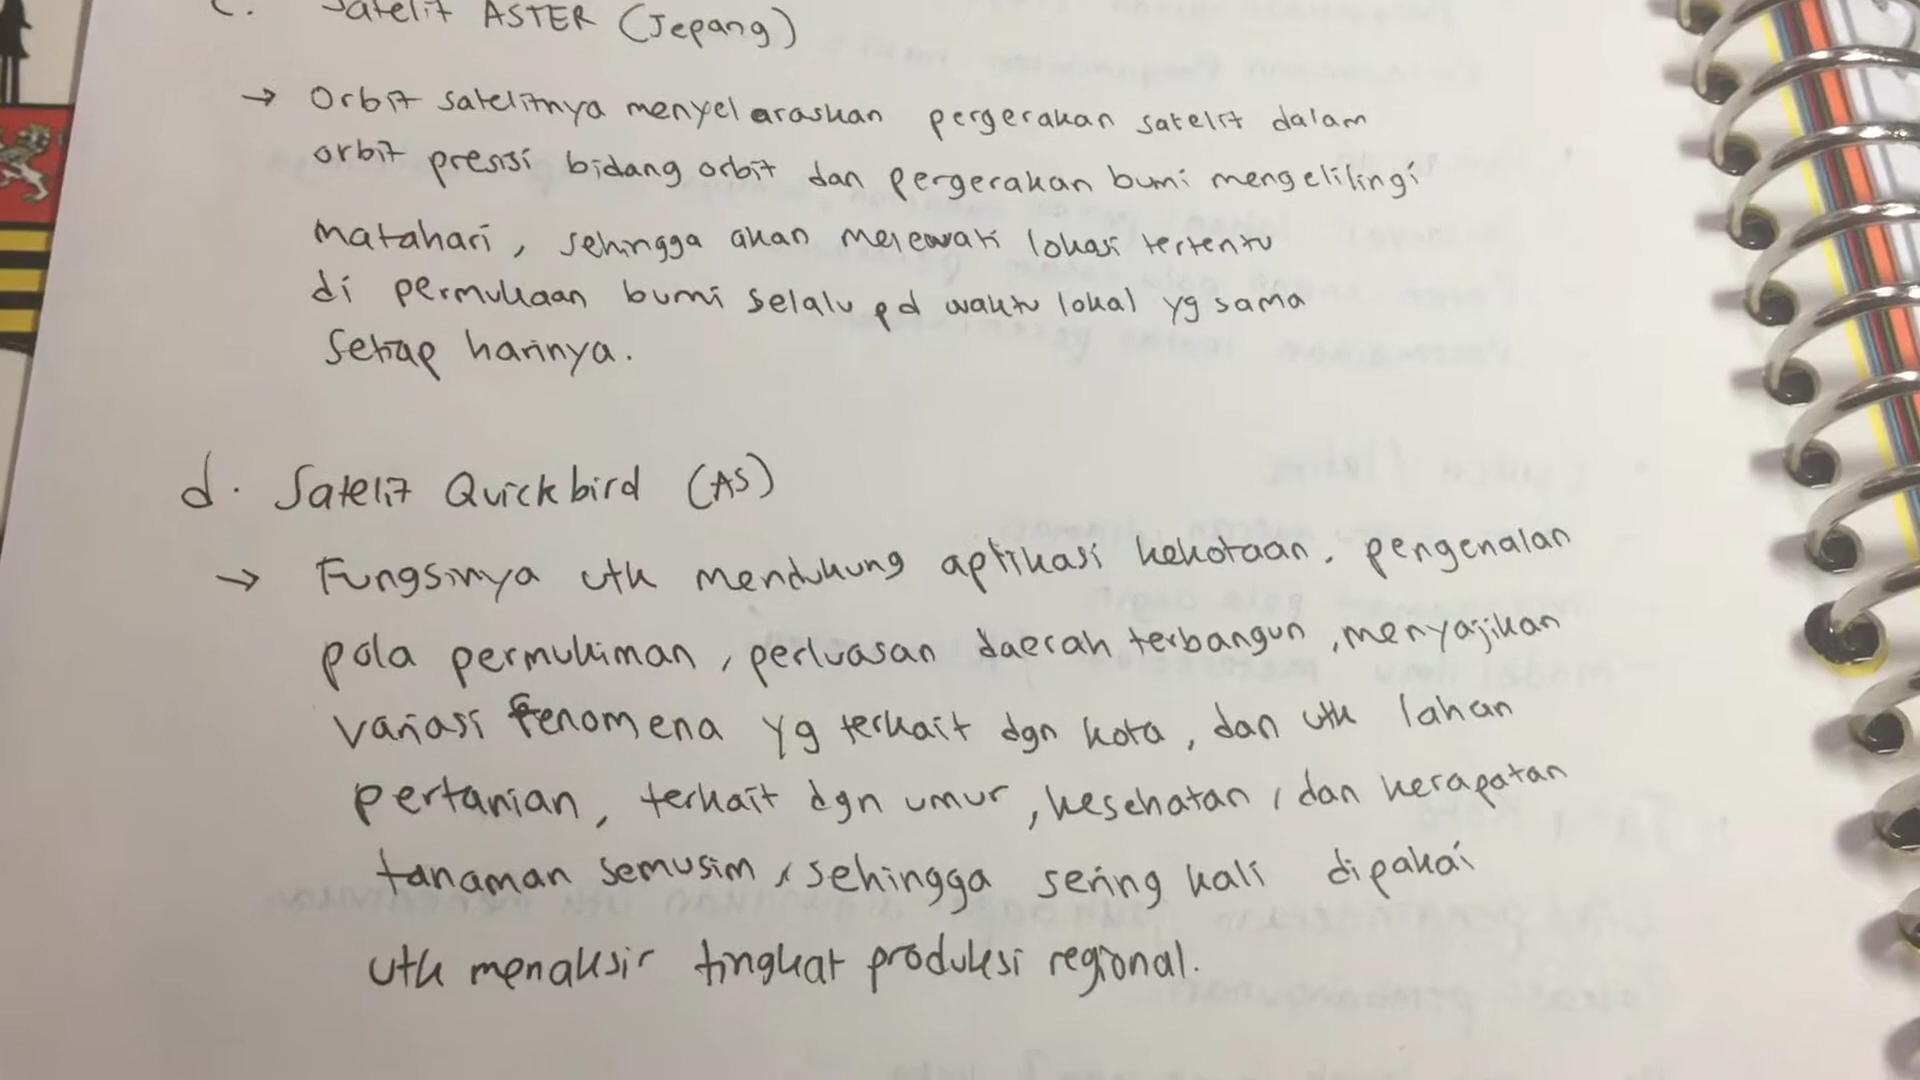 c. Satelit ASTER (Jepang)
→ Orbit satelitnya menyelaraskan pergerakan satelit dalam
orbit presisi bidang orbit dan pergerakan bumi mengelilingi
matahari, sehingga akan melewati lokasi tertentu
di permukaan bumi selalu pd waktu lokal yg sama
Setiap harinya.
d. Satelit Quickbird (AS)
→ Fungsinya utk mendukung aplikasi kekotaan, pengenalan
pola permukiman, perluasan daerah terbangun, menyajikan
variasi fenomena yg terkait dgn kota, dan utk lahan
pertanian, terkait dgn umur, kesehatan, dan kerapatan
tanaman semusim, sehingga sering kali dipakai
utk menaksir tingkat produksi regional.